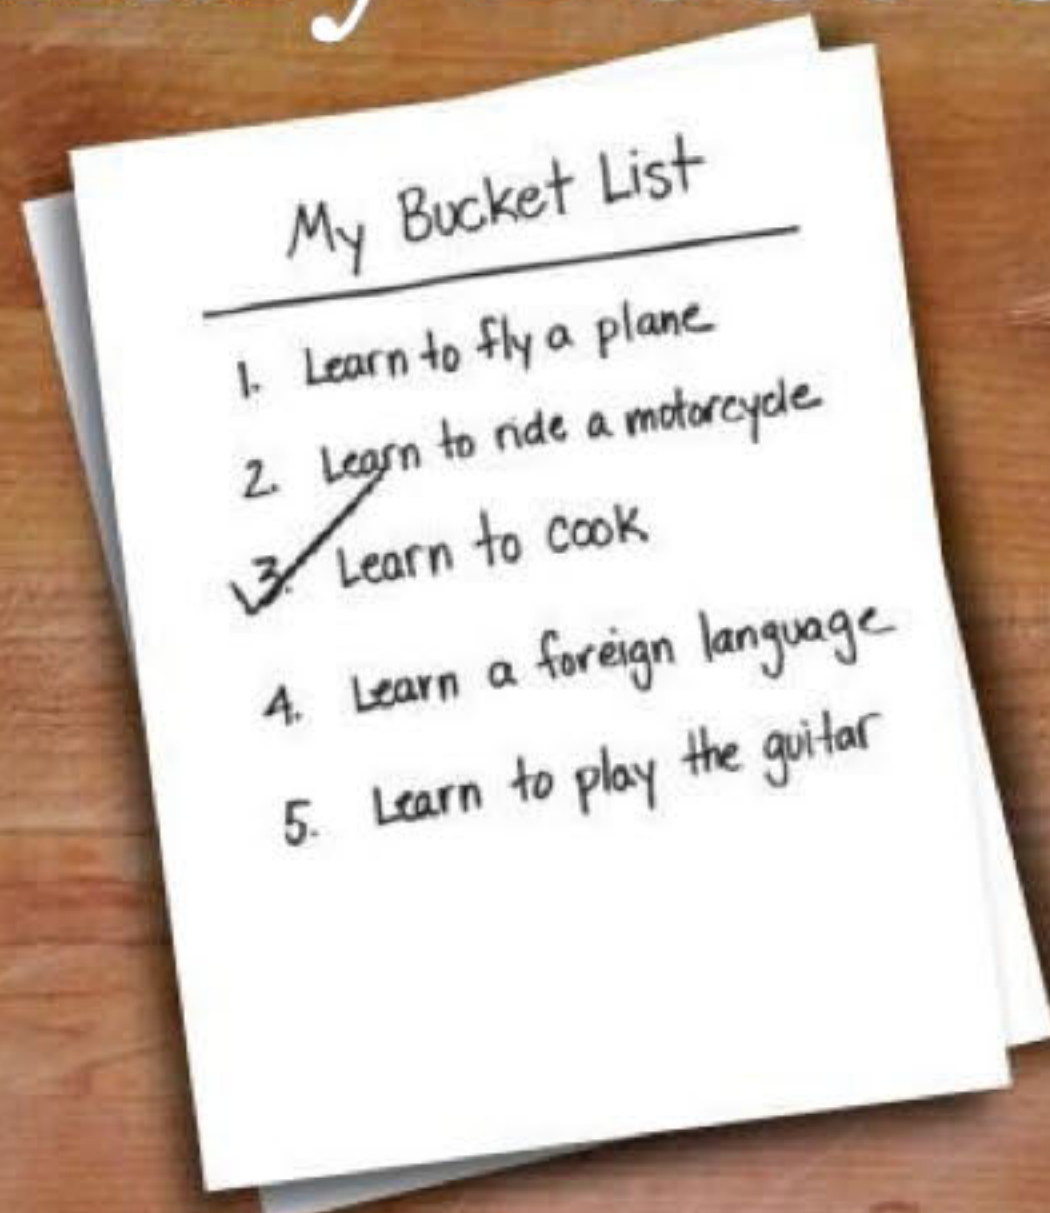 My Bucket List
1. Learn to fly a plane
2. Learn to ride a motorcycle
3. Learn to cook
4. Learn a foreign language
5. Learn to play the guitar